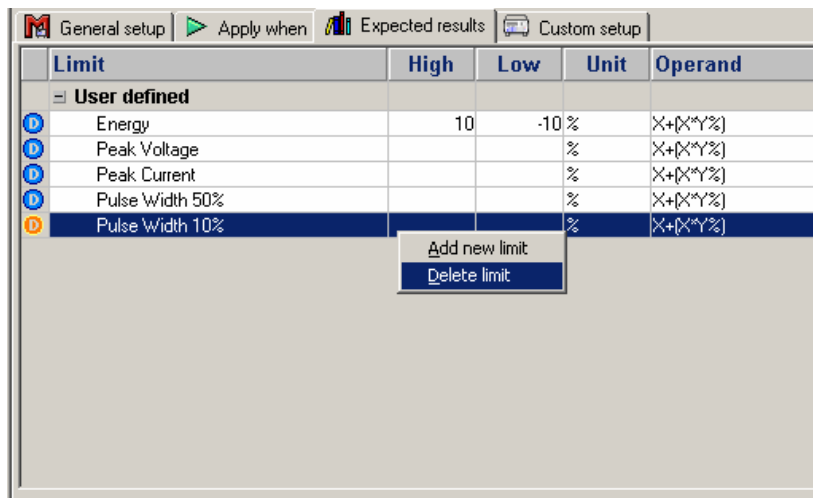 General setup Apply when Expected results Custom setup
Limit High Low Unit Operand
User defined
D Energy 10 -10 % X+(X*Y%)
D Peak Voltage % X+(X*Y%)
D Peak Current % X+(X*Y%)
D Pulse Width 50% % X+(X*Y%)
D Pulse Width 10% % X+(X*Y%)
Add new limit
Delete limit